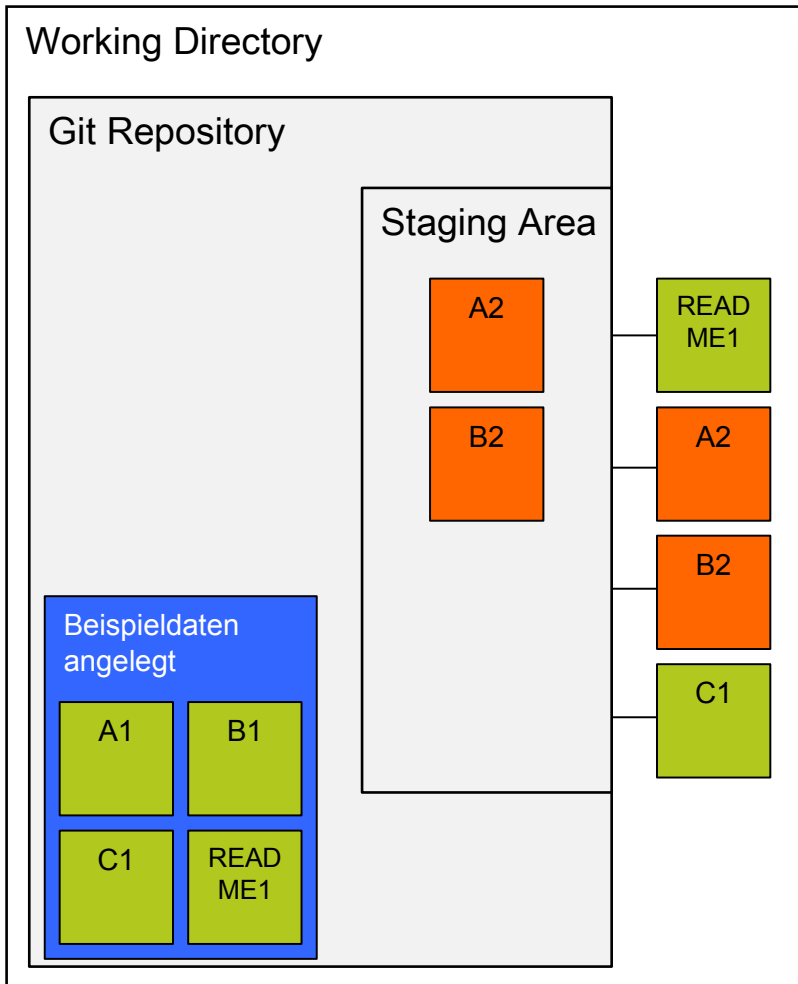 Working Directory
Git Repository
Staging Area
A2
READ
ME1
B2
A2
B2
C1
Beispieldaten
angelegt
A1
B1
C1
READ
ME1